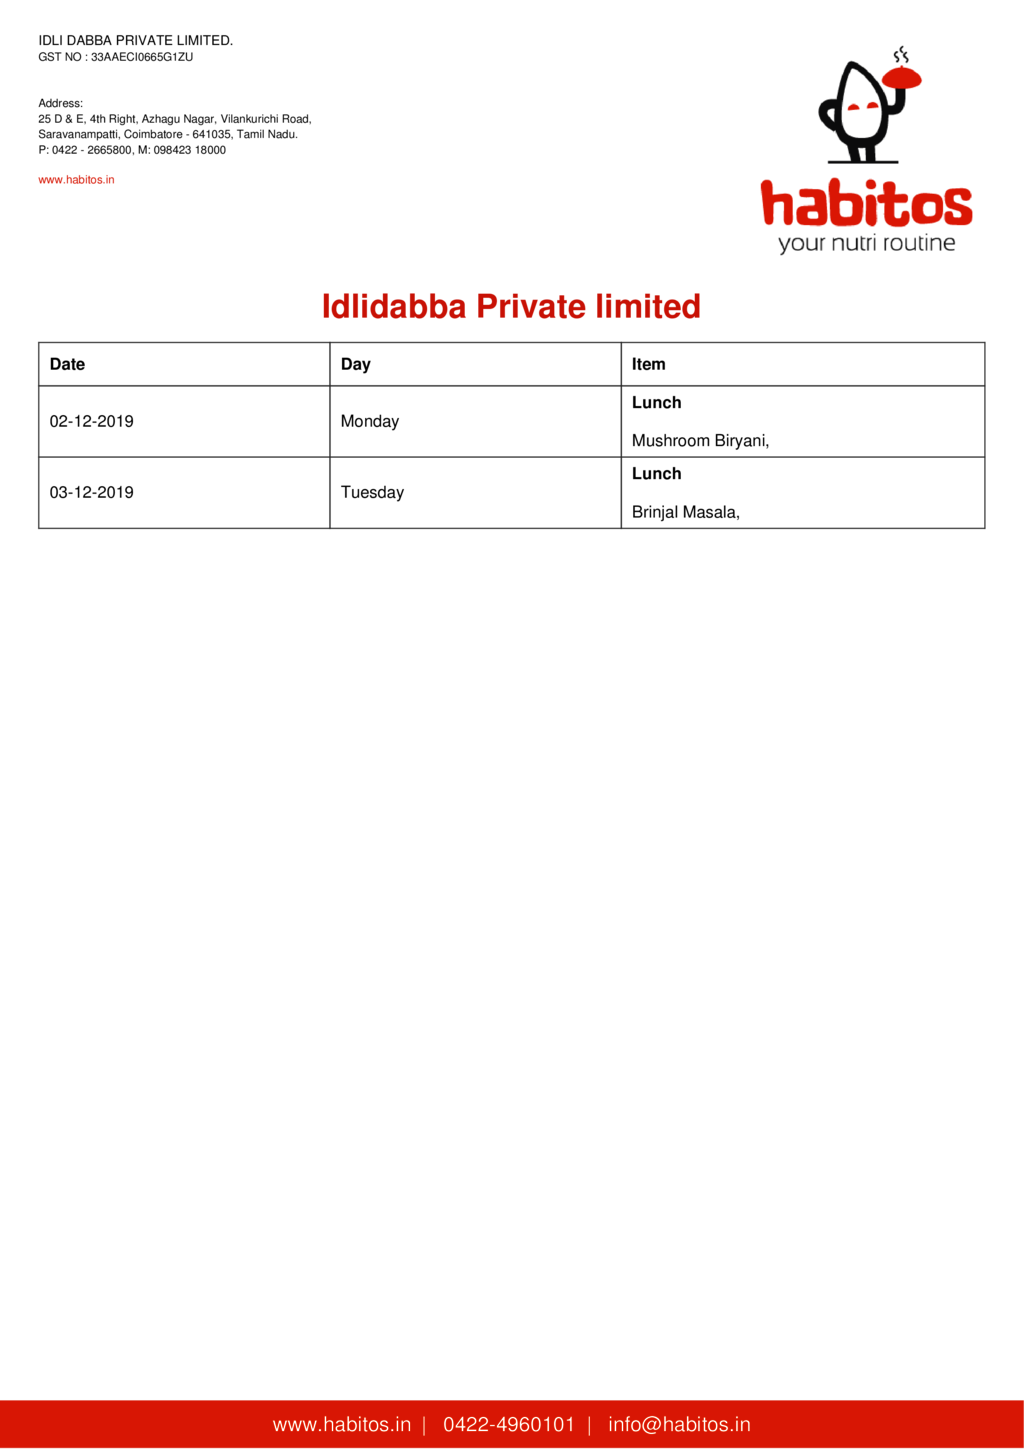 IDLI DABBA PRIVATE LIMITED.
GST NO : 33AAECI0665G1ZU
Address:
25 D & E, 4th Right, Azhagu Nagar, Vilankurichi Road,
Saravanampatti, Coimbatore - 641035, Tamil Nadu.
P: 0422 - 2665800, M: 098423 18000
www.habitos.in
habitos
your nutri routine
Idlidabba Private limited
Date Day Item
02-12-2019 Monday Lunch
Mushroom Biryani,
03-12-2019 Tuesday Lunch
Brinjal Masala,
www.habitos.in | 0422-4960101 | info@habitos.in